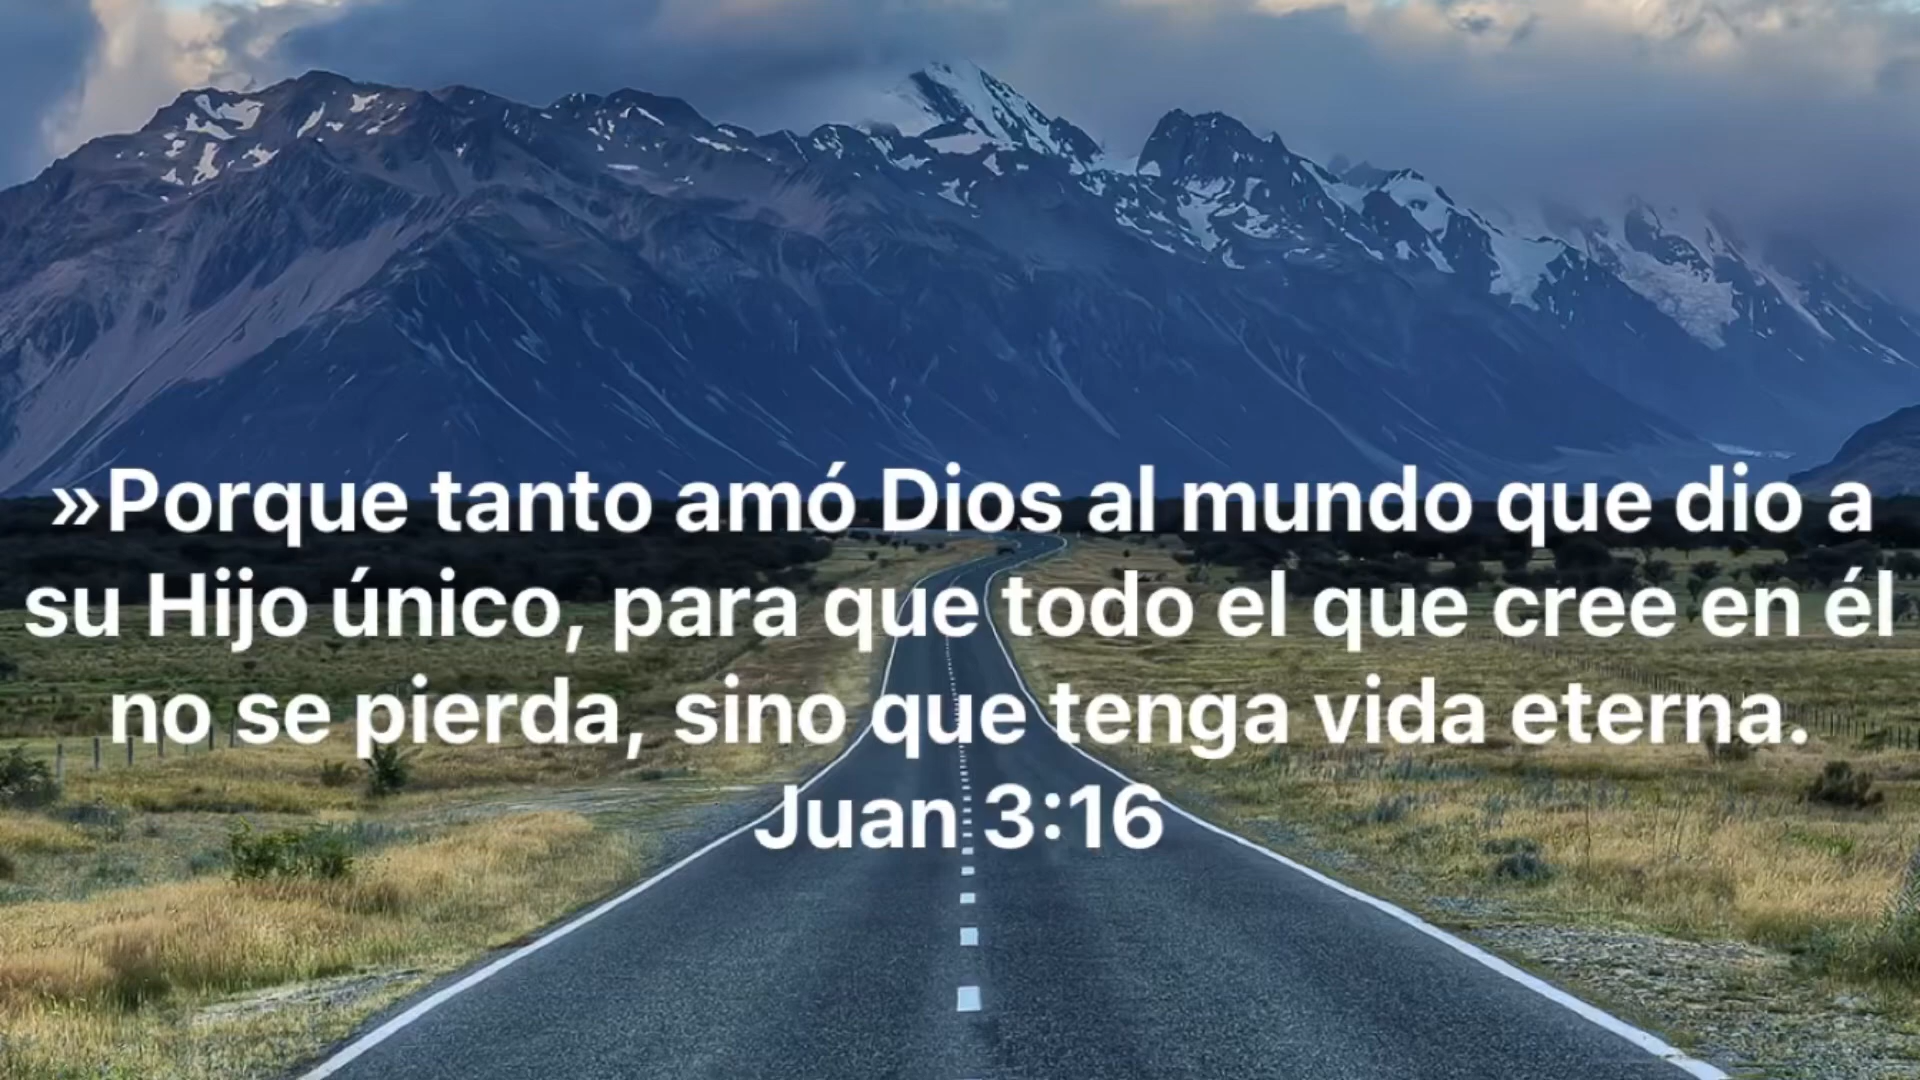 »Porque tanto amó Dios al mundo que dio a
su Hijo único, para que todo el que cree en él
no se pierda, sino que tenga vida eterna.
Juan 3:16